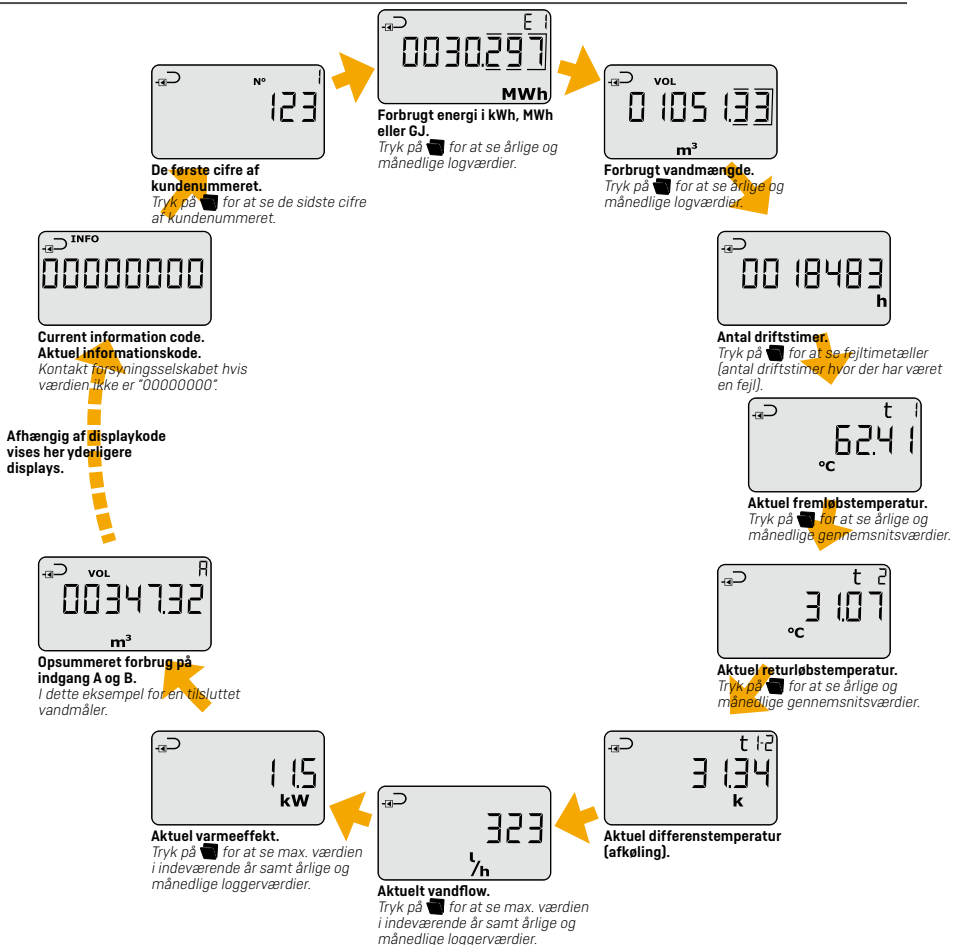 E1
0030.297
MWh
Forbrugt energi i kWh, MWh
eller GJ.
Tryk på for at se årlige og
månedlige logværdier.
VOL
01051.33
m³
Forbrugt vandmængde.
Tryk på for at se årlige og
månedlige logværdier.
0018483
h
Antal driftstimer.
Tryk på for at se fejltimetæller
(antal driftstimer hvor der har været
en fejl).
t 1
62.41
°C
Aktuel fremløbstemperatur.
Tryk på for at se årlige og
månedlige gennemsnitsværdier.
t 2
31.07
°C
Aktuel returløbstemperatur.
Tryk på for at se årlige og
månedlige gennemsnitsværdier.
t 1-2
31.34
k
Aktuel differenstemperatur
(afkøling).
323
l/h
Aktuelt vandflow.
Tryk på for at se max. værdien
i indeværende år samt årlige og
månedlige loggerværdier.
11.5
kW
Aktuel varmeeffekt.
Tryk på for at se max. værdien
i indeværende år samt årlige og
månedlige loggerværdier.
VOL A
00347.32
m³
Opsummeret forbrug på
indgang A og B.
I dette eksempel for en tilsluttet
vandmåler.
Afhængig af displaykode
vises her yderligere
displays.
INFO
00000000
Current information code.
Aktuel informationskode.
Kontakt forsyningsselskabet hvis
værdien ikke er "00000000".
N° 1
123
De første cifre af
kundenummeret.
Tryk på for at se de sidste cifre
af kundenummeret.